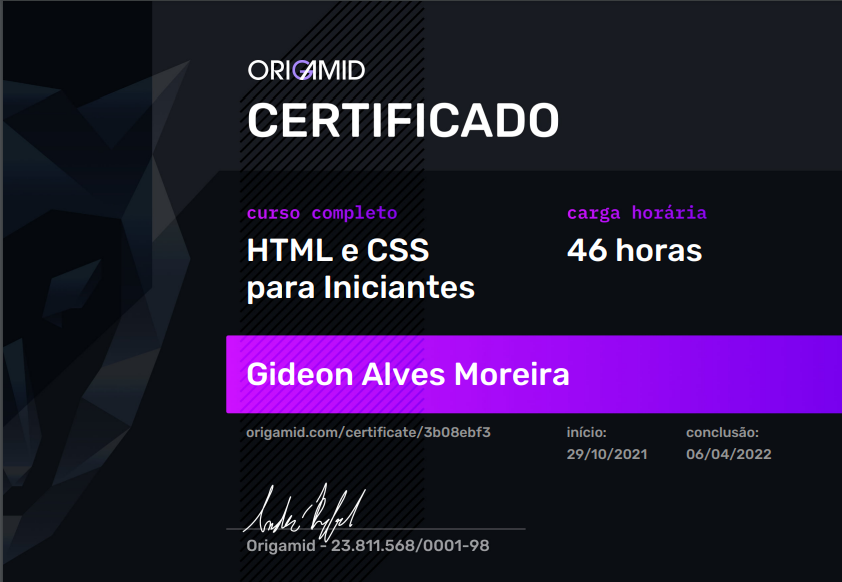 ORIGAMID
CERTIFICADO
curso completo
HTML e CSS
para Iniciantes
carga horária
46 horas
Gideon Alves Moreira
origamid.com/certificate/3b08ebf3
início:
29/10/2021
conclusão:
06/04/2022
Origamid - 23.811.568/0001-98